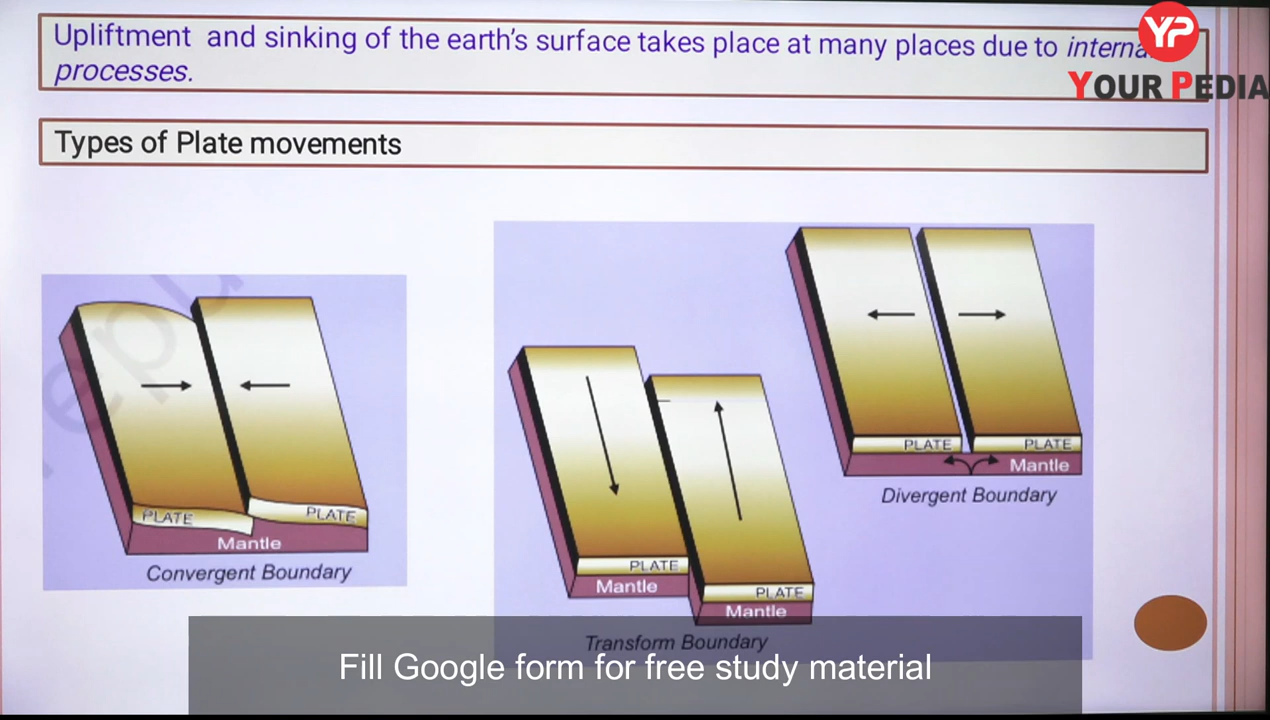 Upliftment and sinking of the earth's surface takes place at many places due to interna
processes.
YP
YOUR PEDIA
Types of Plate movements
PLATE
PLATE
Mantle
Convergent Boundary
PLATE
Mantle
PLATE
Mantle
Transform Boundary
PLATE
PLATE
Mantle
Divergent Boundary
Fill Google form for free study material